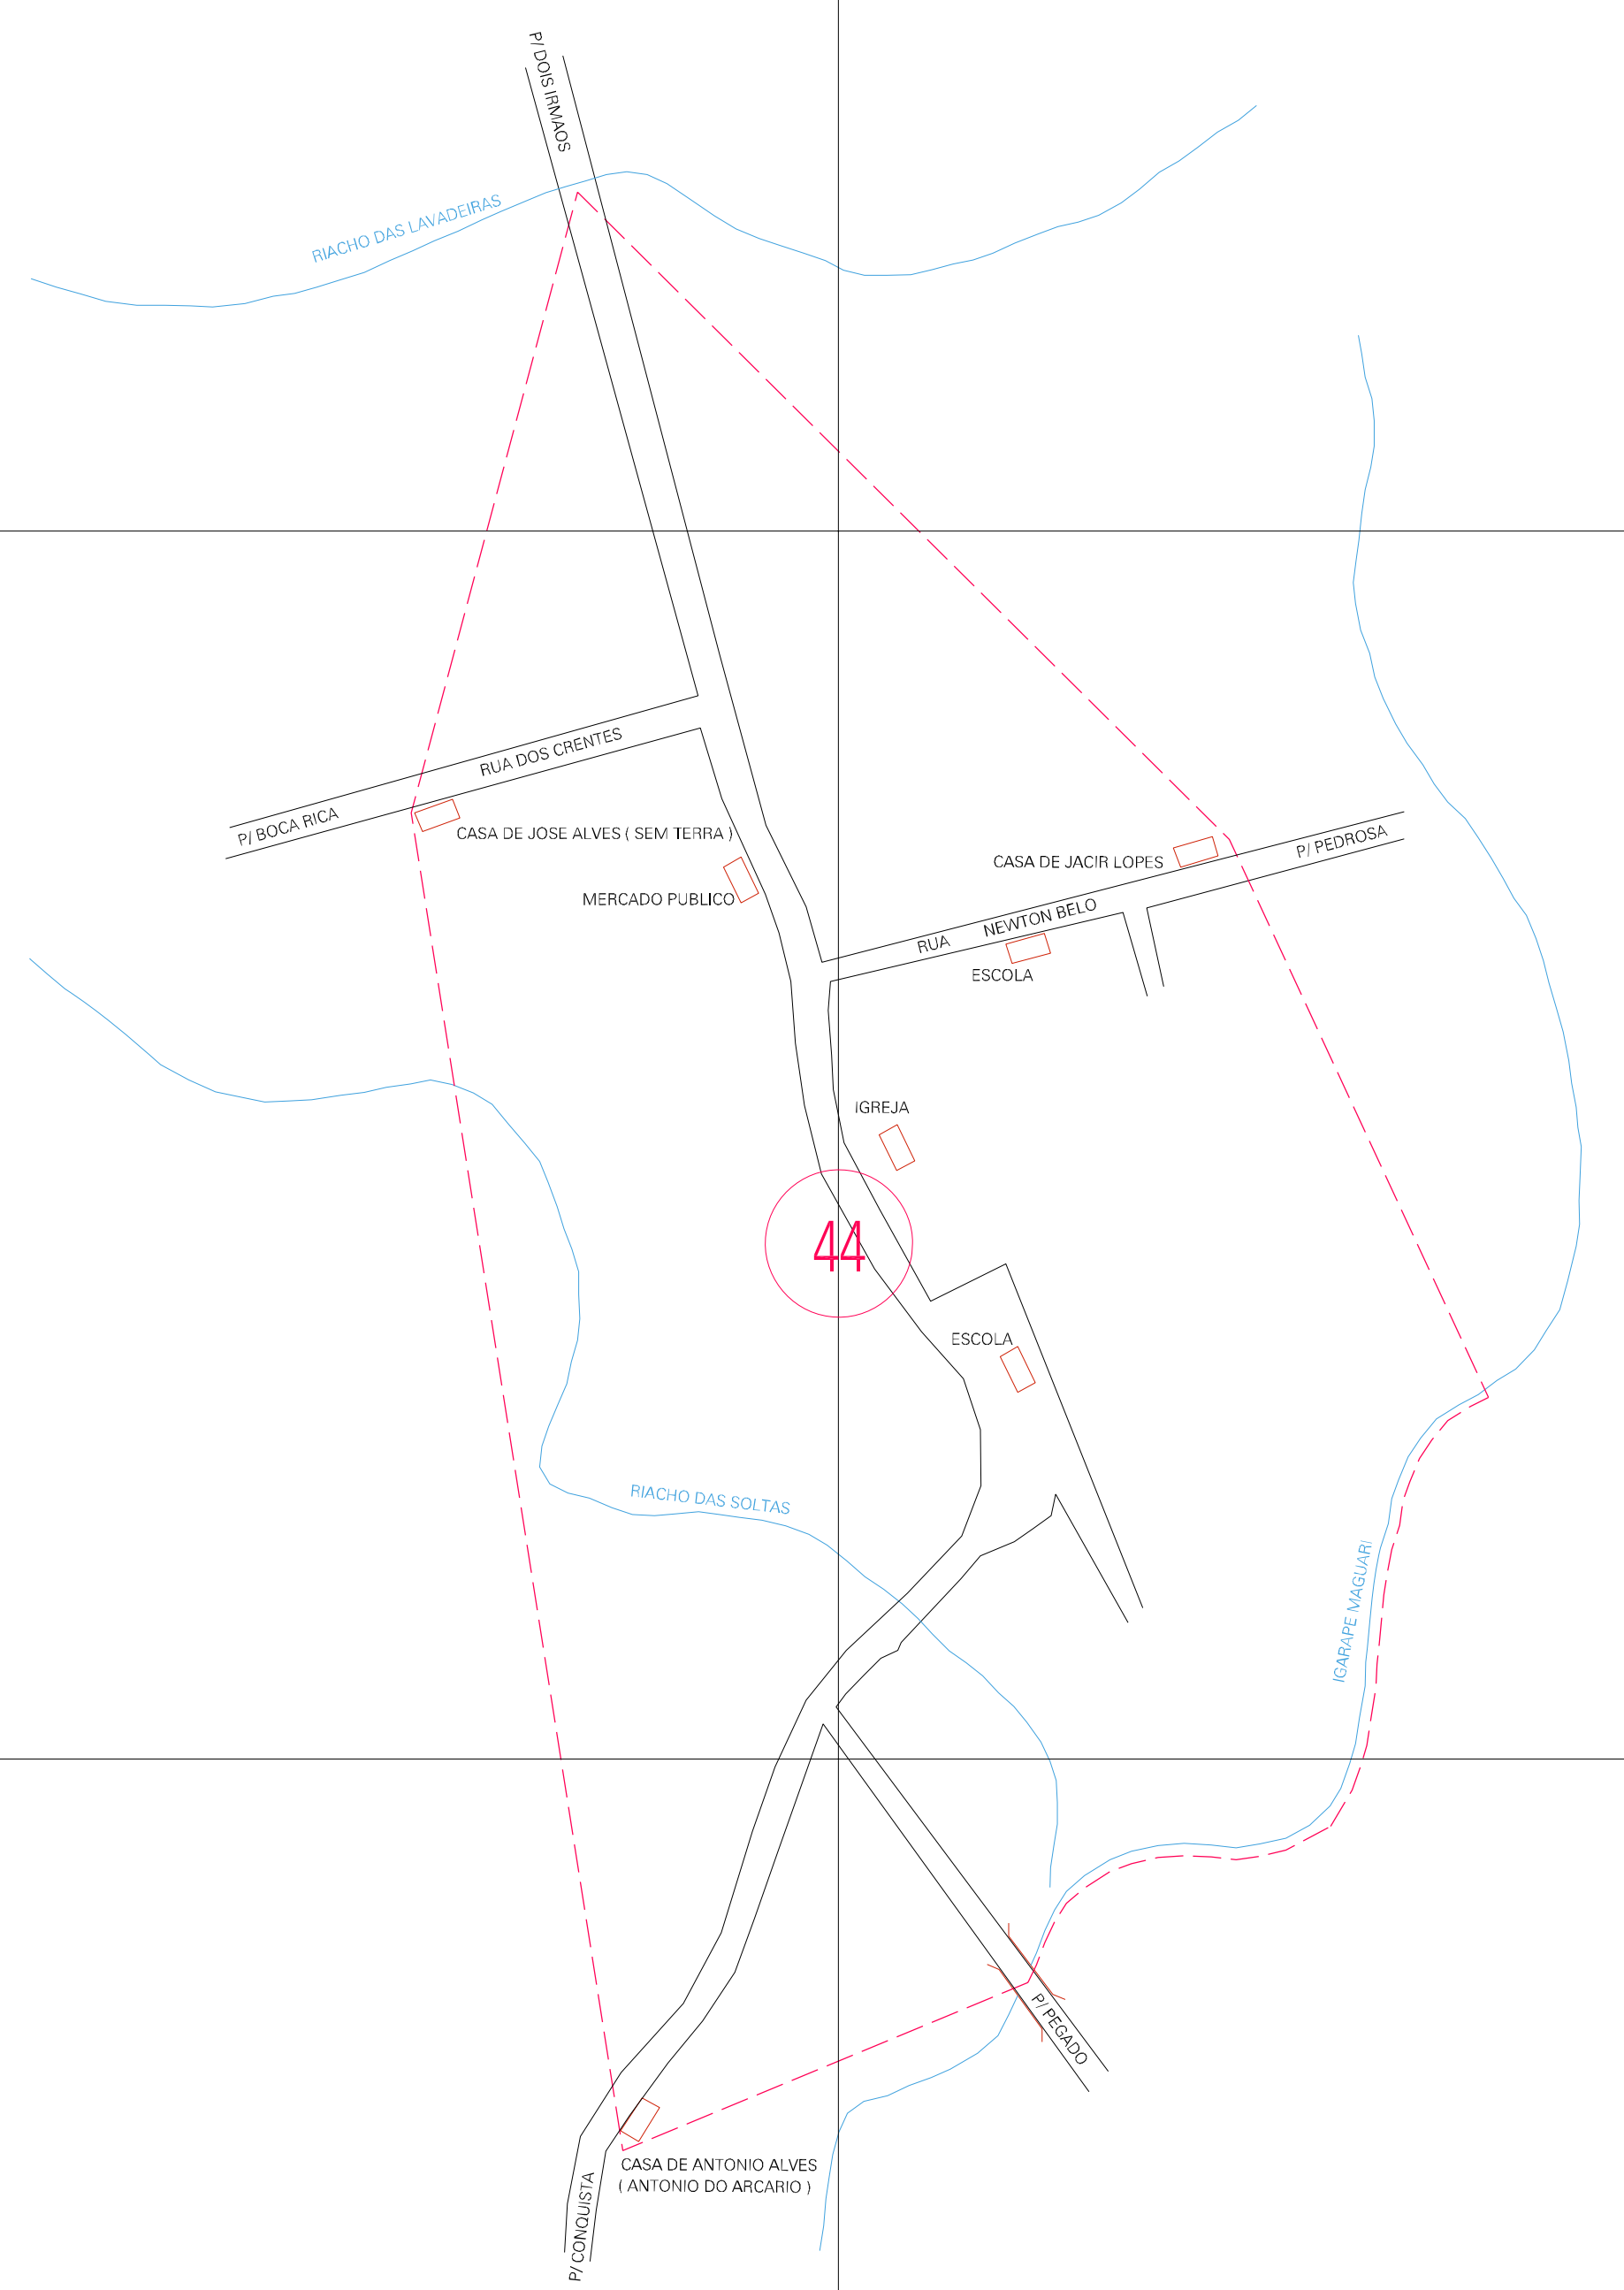 P/ DOIS IRMAOS
RIACHO DAS LAVADEIRAS
RUA DOS CRENTES
P/ BOCA RICA
CASA DE JOSE ALVES ( SEM TERRA )
P/ PEDROSA
CASA DE JACIR LOPES
MERCADO PUBLICO
RUA NEWTON BELO
ESCOLA
IGREJA
44
ESCOLA
RIACHO DAS SOLTAS
IGARAPE MAGUARI
P/ PEGADO
CASA DE ANTONIO ALVES
( ANTONIO DO ARCARIO )
P/ CONQUISTA